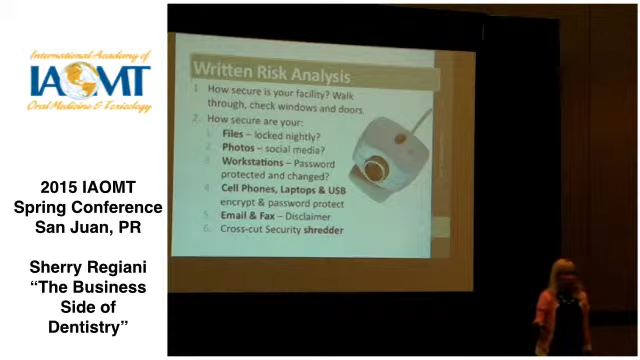 International Academy of
IAOMT
Oral Medicine & Toxicology
2015 IAOMT
Spring Conference
San Juan, PR
Sherry Regiani
“The Business
Side of
Dentistry”
Written Risk Analysis
1 How secure is your facility? Walk
through, check windows and doors.
2. How secure are your:
1. Files – locked nightly?
2. Photos – social media?
3. Workstations – Password
protected and changed?
4. Cell Phones, Laptops & USB
encrypt & password protect
5. Email & Fax – Disclaimer
6. Cross-cut Security shredder